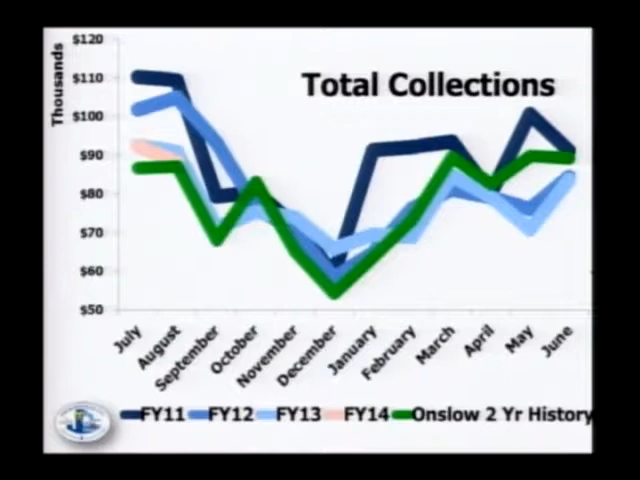 Total Collections
Thousands
$120
$110
$100
$90
$80
$70
$60
$50
July
August
September
October
November
December
January
February
March
April
May
June
FY11 FY12 FY13 FY14 Onslow 2 Yr History